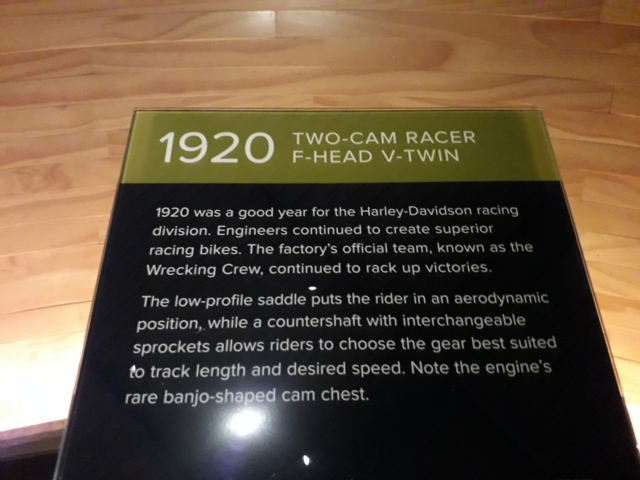 1920 TWO-CAM RACER
F-HEAD V-TWIN
1920 was a good year for the Harley-Davidson racing
division. Engineers continued to create superior
racing bikes. The factory's official team, known as the
Wrecking Crew, continued to rack up victories.
The low-profile saddle puts the rider in an aerodynamic
position, while a countershaft with interchangeable
sprockets allows riders to choose the gear best suited
to track length and desired speed. Note the engine's
rare banjo-shaped cam chest.